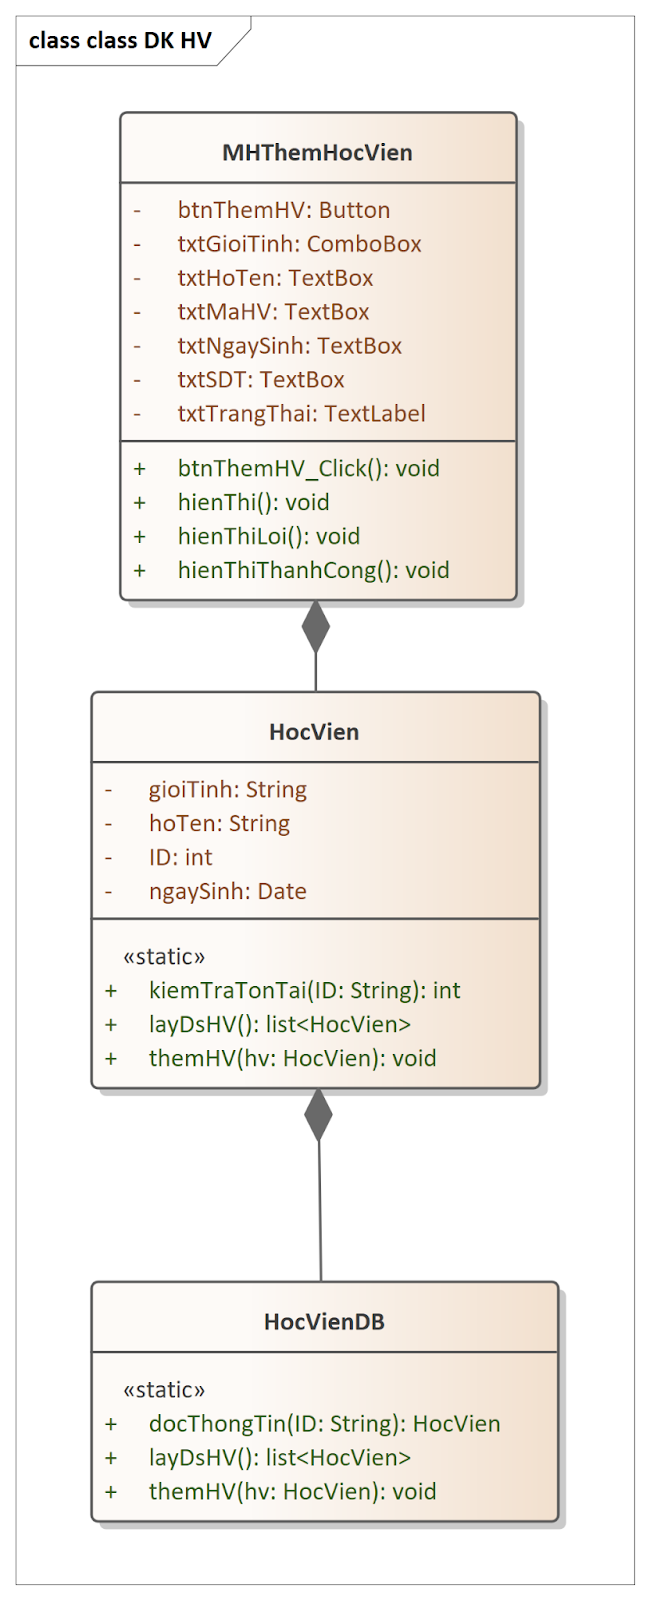 class class DK HV
MHThemHocVien
- btnThemHV: Button
- txtGioiTinh: ComboBox
- txtHoTen: TextBox
- txtMaHV: TextBox
- txtNgaySinh: TextBox
- txtSDT: TextBox
- txtTrangThai: TextLabel
+ btnThemHV_Click(): void
+ hienThi(): void
+ hienThiLoi(): void
+ hienThiThanhCong(): void
HocVien
- gioiTinh: String
- hoTen: String
- ID: int
- ngaySinh: Date
«static»
+ kiemTraTonTai(ID: String): int
+ layDsHV(): list<HocVien>
+ themHV(hv: HocVien): void
HocVienDB
«static»
+ docThongTin(ID: String): HocVien
+ layDsHV(): list<HocVien>
+ themHV(hv: HocVien): void